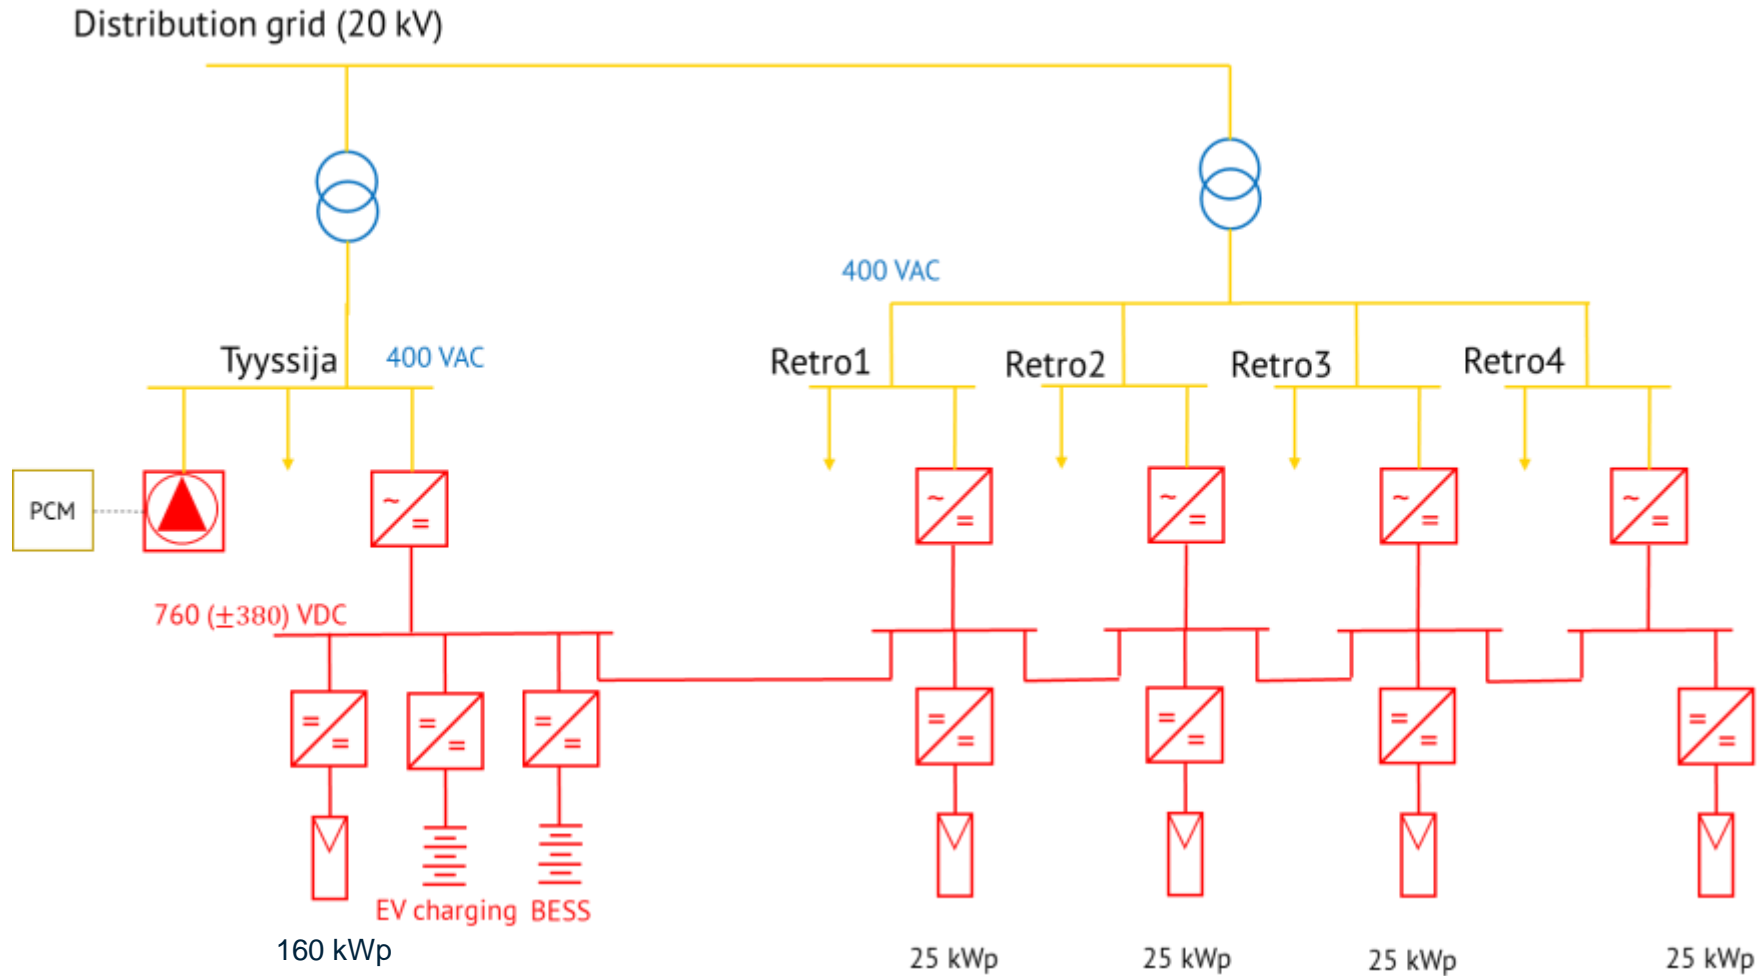 Distribution grid (20 kV)
400 VAC
Tyyssija
400 VAC
Retro1
Retro2
Retro3
Retro4
PCM
760 (±380) VDC
EV charging
BESS
160 kWp
25 kWp
25 kWp
25 kWp
25 kWp